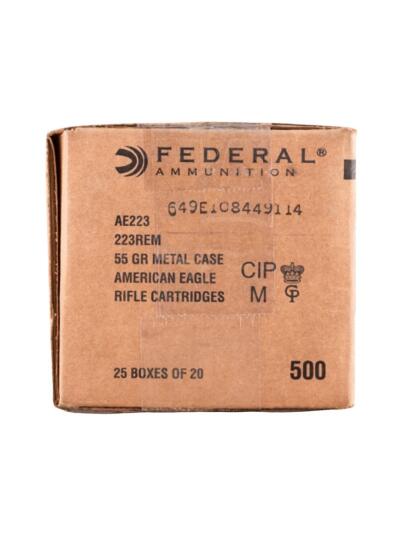 FEDERAL®
AMMUNITION
649E108449114
AE223
223REM
55 GR METAL CASE
AMERICAN EAGLE
RIFLE CARTRIDGES
CIP
M
GP
25 BOXES OF 20
500